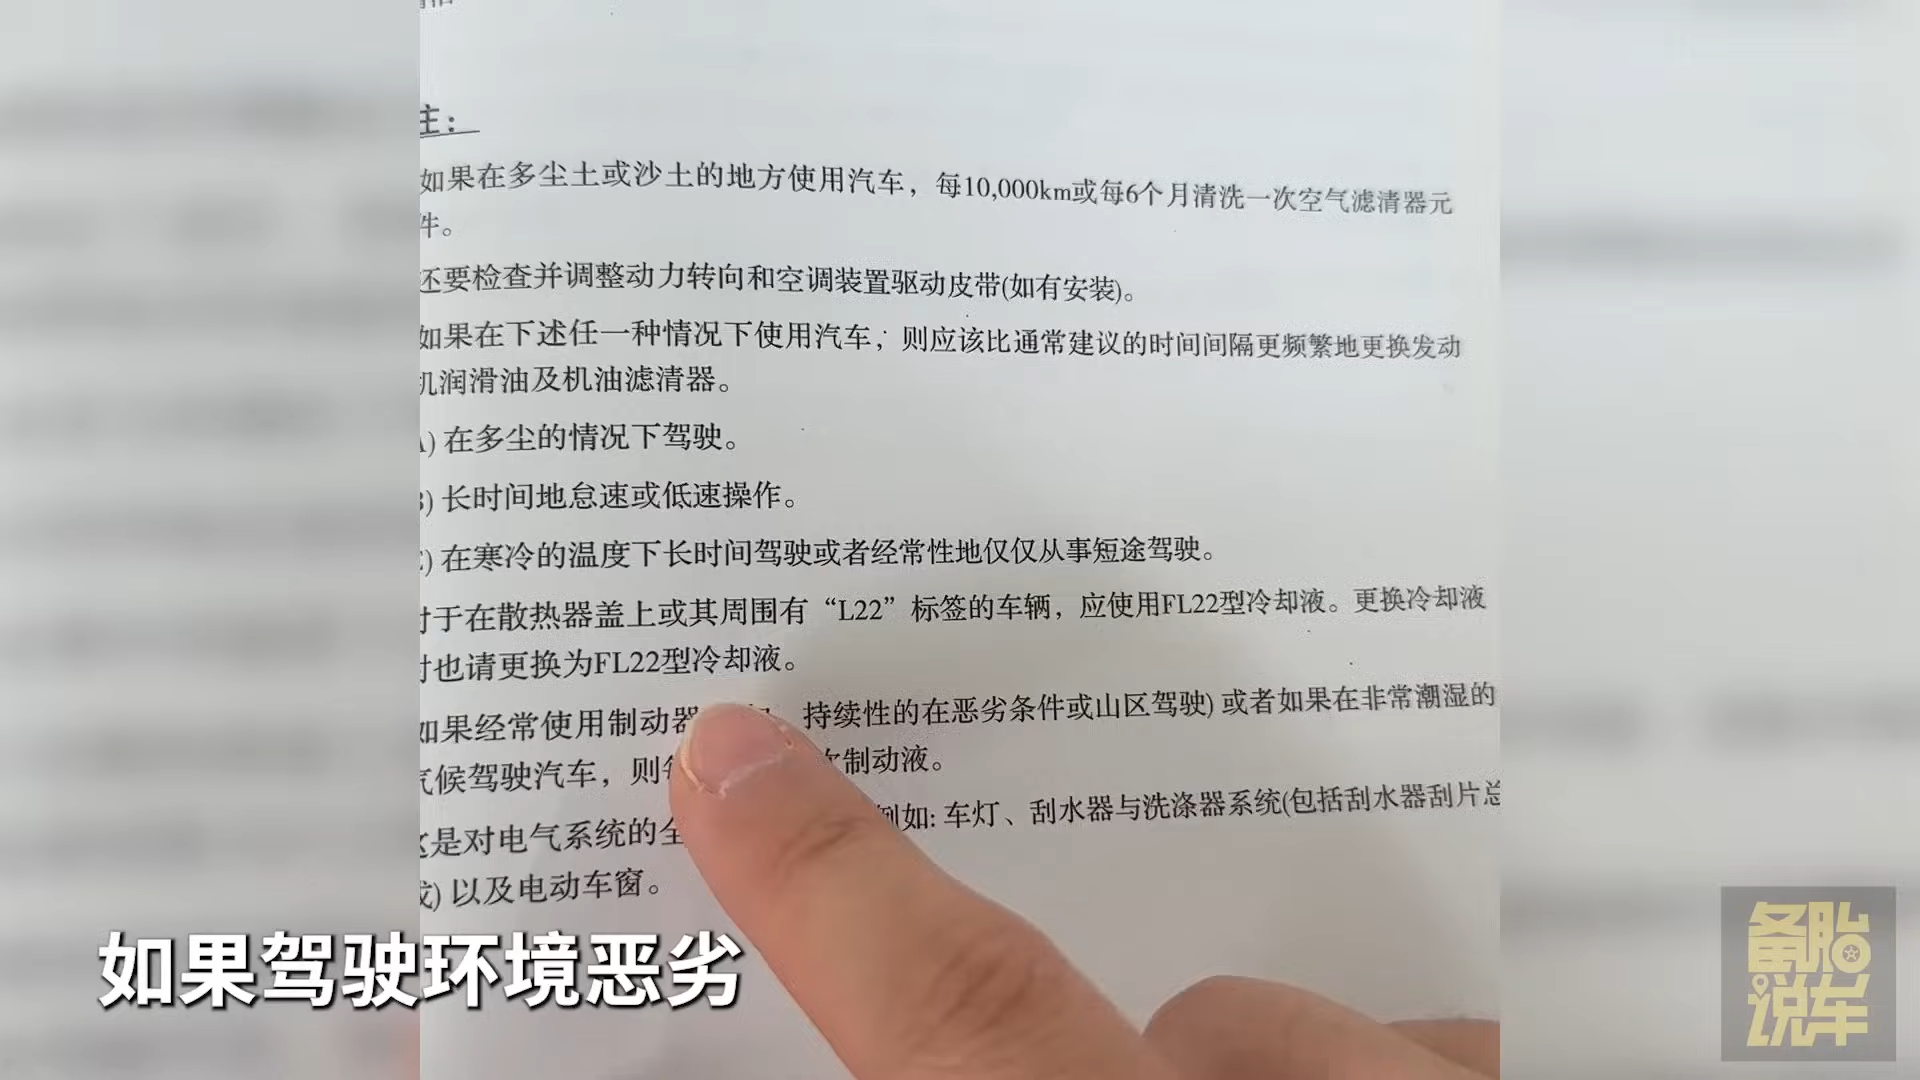 注：
如果在多尘土或沙土的地方使用汽车，每10,000km或每6个月清洗一次空气滤清器元
件。
还要检查并调整动力转向和空调装置驱动皮带(如有安装)。
如果在下述任一种情况下使用汽车，则应该比通常建议的时间间隔更频繁地更换发动
机润滑油及机油滤清器。
A) 在多尘的情况下驾驶。
B) 长时间地怠速或低速操作。
C) 在寒冷的温度下长时间驾驶或者经常性地仅仅从事短途驾驶。
对于在散热器盖上或其周围有“L22”标签的车辆，应使用FL22型冷却液。更换冷却液
时也请更换为FL22型冷却液。
如果经常使用制动器 持续性的在恶劣条件或山区驾驶) 或者如果在非常潮湿的
气候驾驶汽车，则 次制动液。
这是对电气系统的全 例如: 车灯、刮水器与洗涤器系统(包括刮水器刮片总
成) 以及电动车窗。
如果驾驶环境恶劣
备胎
说车